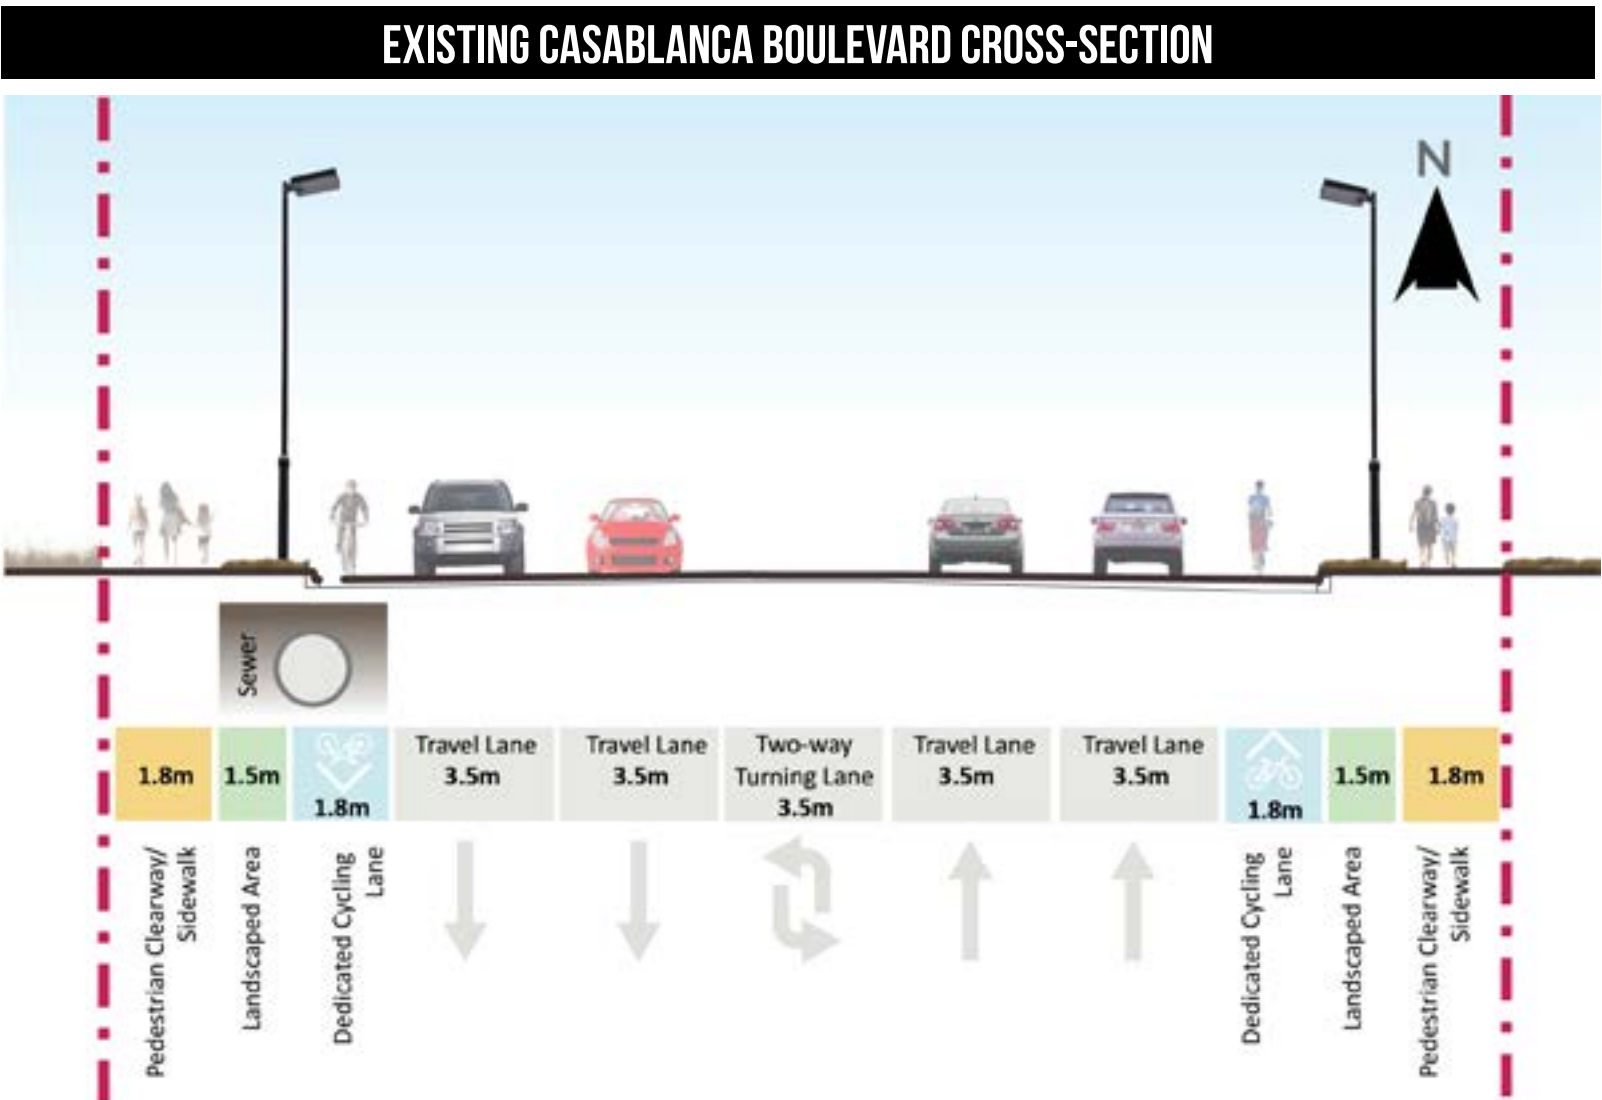 EXISTING CASABLANCA BOULEVARD CROSS-SECTION
N
Sewer
1.8m
1.5m
1.8m
Travel Lane
3.5m
Travel Lane
3.5m
Two-way
Turning Lane
3.5m
Travel Lane
3.5m
Travel Lane
3.5m
1.8m
1.5m
1.8m
Pedestrian Clearway/
Sidewalk
Landscaped Area
Dedicated Cycling
Lane
Dedicated Cycling
Lane
Landscaped Area
Pedestrian Clearway/
Sidewalk